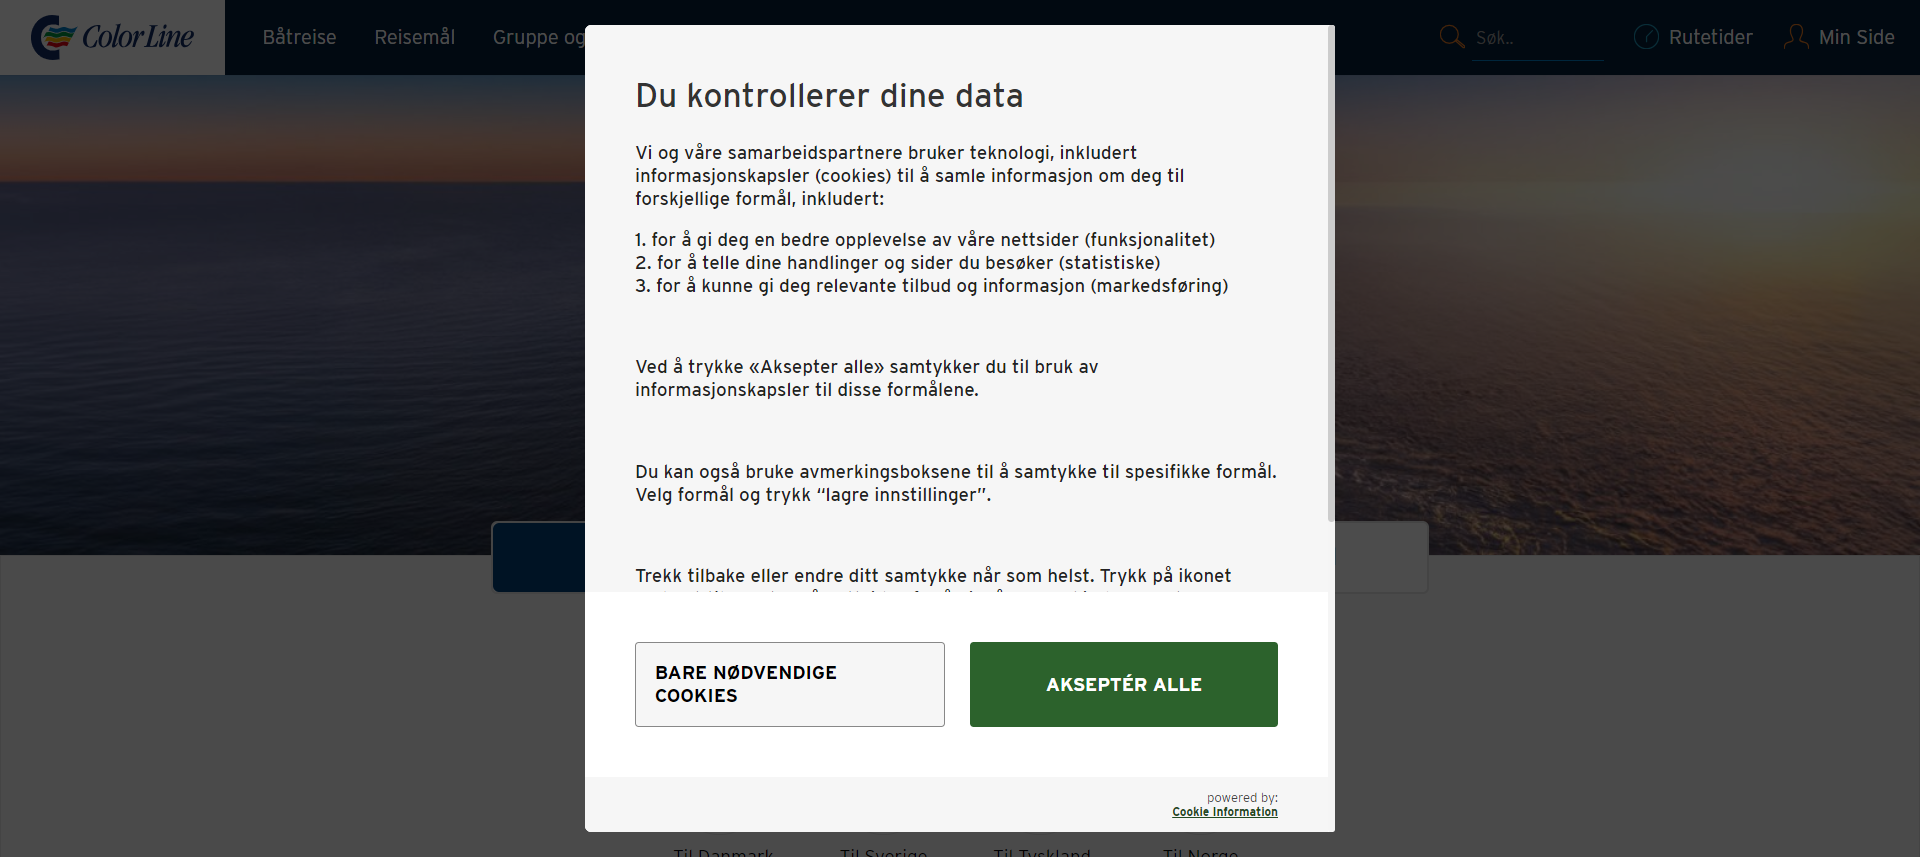 Color Line
Båtreise
Reisemål
Gruppe og
Søk..
Rutetider
Min Side
Du kontrollerer dine data
Vi og våre samarbeidspartnere bruker teknologi, inkludert
informasjonskapsler (cookies) til å samle informasjon om deg til
forskjellige formål, inkludert:
1. for å gi deg en bedre opplevelse av våre nettsider (funksjonalitet)
2. for å telle dine handlinger og sider du besøker (statistiske)
3. for å kunne gi deg relevante tilbud og informasjon (markedsføring)
Ved å trykke «Aksepter alle» samtykker du til bruk av
informasjonskapsler til disse formålene.
Du kan også bruke avmerkingsboksene til å samtykke til spesifikke formål.
Velg formål og trykk “lagre innstillinger”.
Trekk tilbake eller endre ditt samtykke når som helst. Trykk på ikonet
BARE NØDVENDIGE
COOKIES
AKSEPTÉR ALLE
powered by:
Cookie Information
Til Danmark
Til Sverige
Til Tyskland
Til Norge